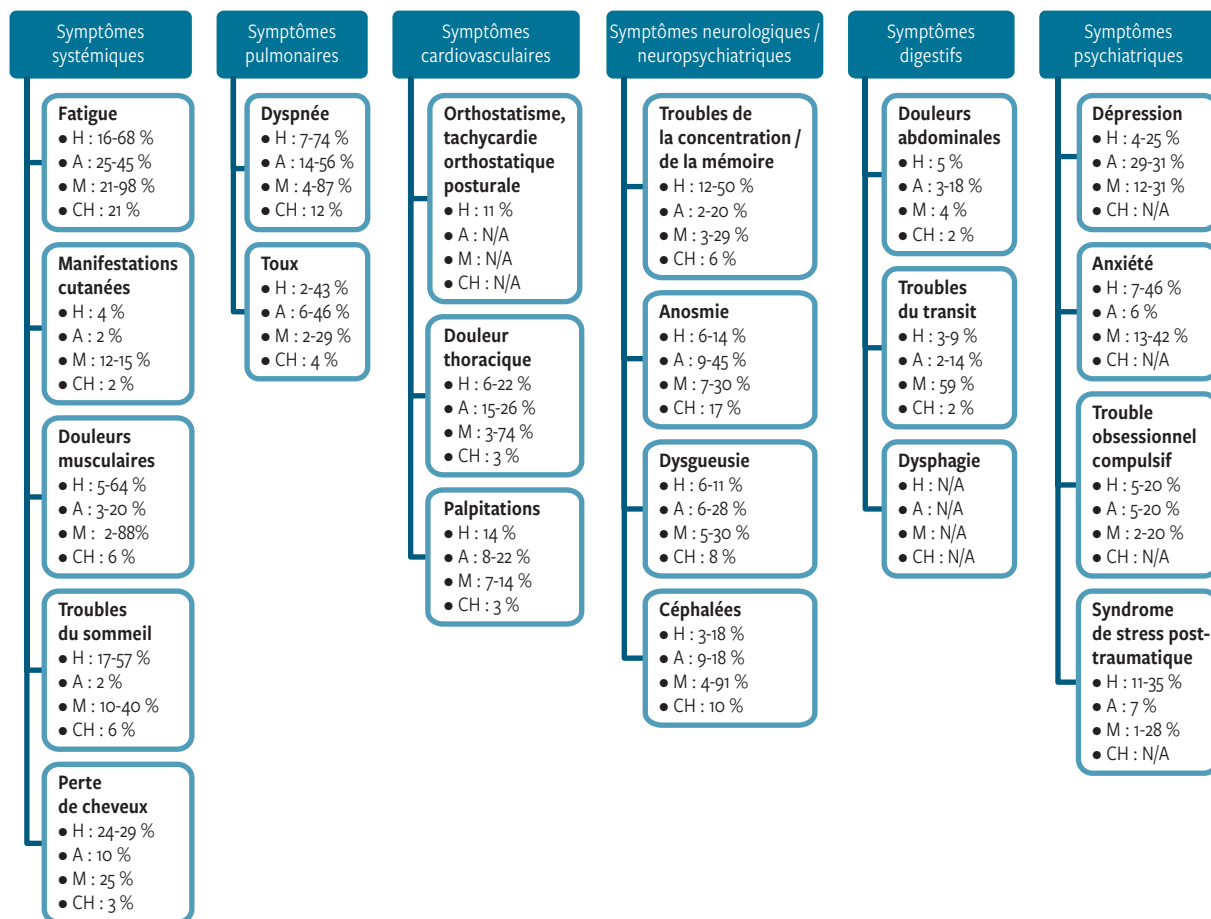 Symptômes
systémiques
Fatigue
● H : 16-68 %
● A : 25-45 %
● M : 21-98 %
● CH : 21 %
Manifestations
cutanées
● H : 4 %
● A : 2 %
● M : 12-15 %
● CH : 2 %
Douleurs
musculaires
● H : 5-64 %
● A : 3-20 %
● M : 2-88%
● CH : 6 %
Troubles
du sommeil
● H : 17-57 %
● A : 2 %
● M : 10-40 %
● CH : 6 %
Perte
de cheveux
● H : 24-29 %
● A : 10 %
● M : 25 %
● CH : 3 %
Symptômes
pulmonaires
Dyspnée
● H : 7-74 %
● A : 14-56 %
● M : 4-87 %
● CH : 12 %
Toux
● H : 2-43 %
● A : 6-46 %
● M : 2-29 %
● CH : 4 %
Symptômes
cardiovasculaires
Orthostatisme,
tachycardie
orthostatique
posturale
● H : 11 %
● A : N/A
● M : N/A
● CH : N/A
Douleur
thoracique
● H : 6-22 %
● A : 15-26 %
● M : 3-74 %
● CH : 3 %
Palpitations
● H : 14 %
● A : 8-22 %
● M : 7-14 %
● CH : 3 %
Symptômes neurologiques /
neuropsychiatriques
Troubles de
la concentration /
de la mémoire
● H : 12-50 %
● A : 2-20 %
● M : 3-29 %
● CH : 6 %
Anosmie
● H : 6-14 %
● A : 9-45 %
● M : 7-30 %
● CH : 17 %
Dysgueusie
● H : 6-11 %
● A : 6-28 %
● M : 5-30 %
● CH : 8 %
Céphalées
● H : 3-18 %
● A : 9-18 %
● M : 4-91 %
● CH : 10 %
Symptômes
digestifs
Douleurs
abdominales
● H : 5 %
● A : 3-18 %
● M : 4 %
● CH : 2 %
Troubles
du transit
● H : 3-9 %
● A : 2-14 %
● M : 59 %
● CH : 2 %
Dysphagie
● H : N/A
● A : N/A
● M : N/A
● CH : N/A
Symptômes
psychiatriques
Dépression
● H : 4-25 %
● A : 29-31 %
● M : 12-31 %
● CH : N/A
Anxiété
● H : 7-46 %
● A : 6 %
● M : 13-42 %
● CH : N/A
Trouble
obsessionnel
compulsif
● H : 5-20 %
● A : 5-20 %
● M : 2-20 %
● CH : N/A
Syndrome
de stress post-
traumatique
● H : 11-35 %
● A : 7 %
● M : 1-28 %
● CH : N/A